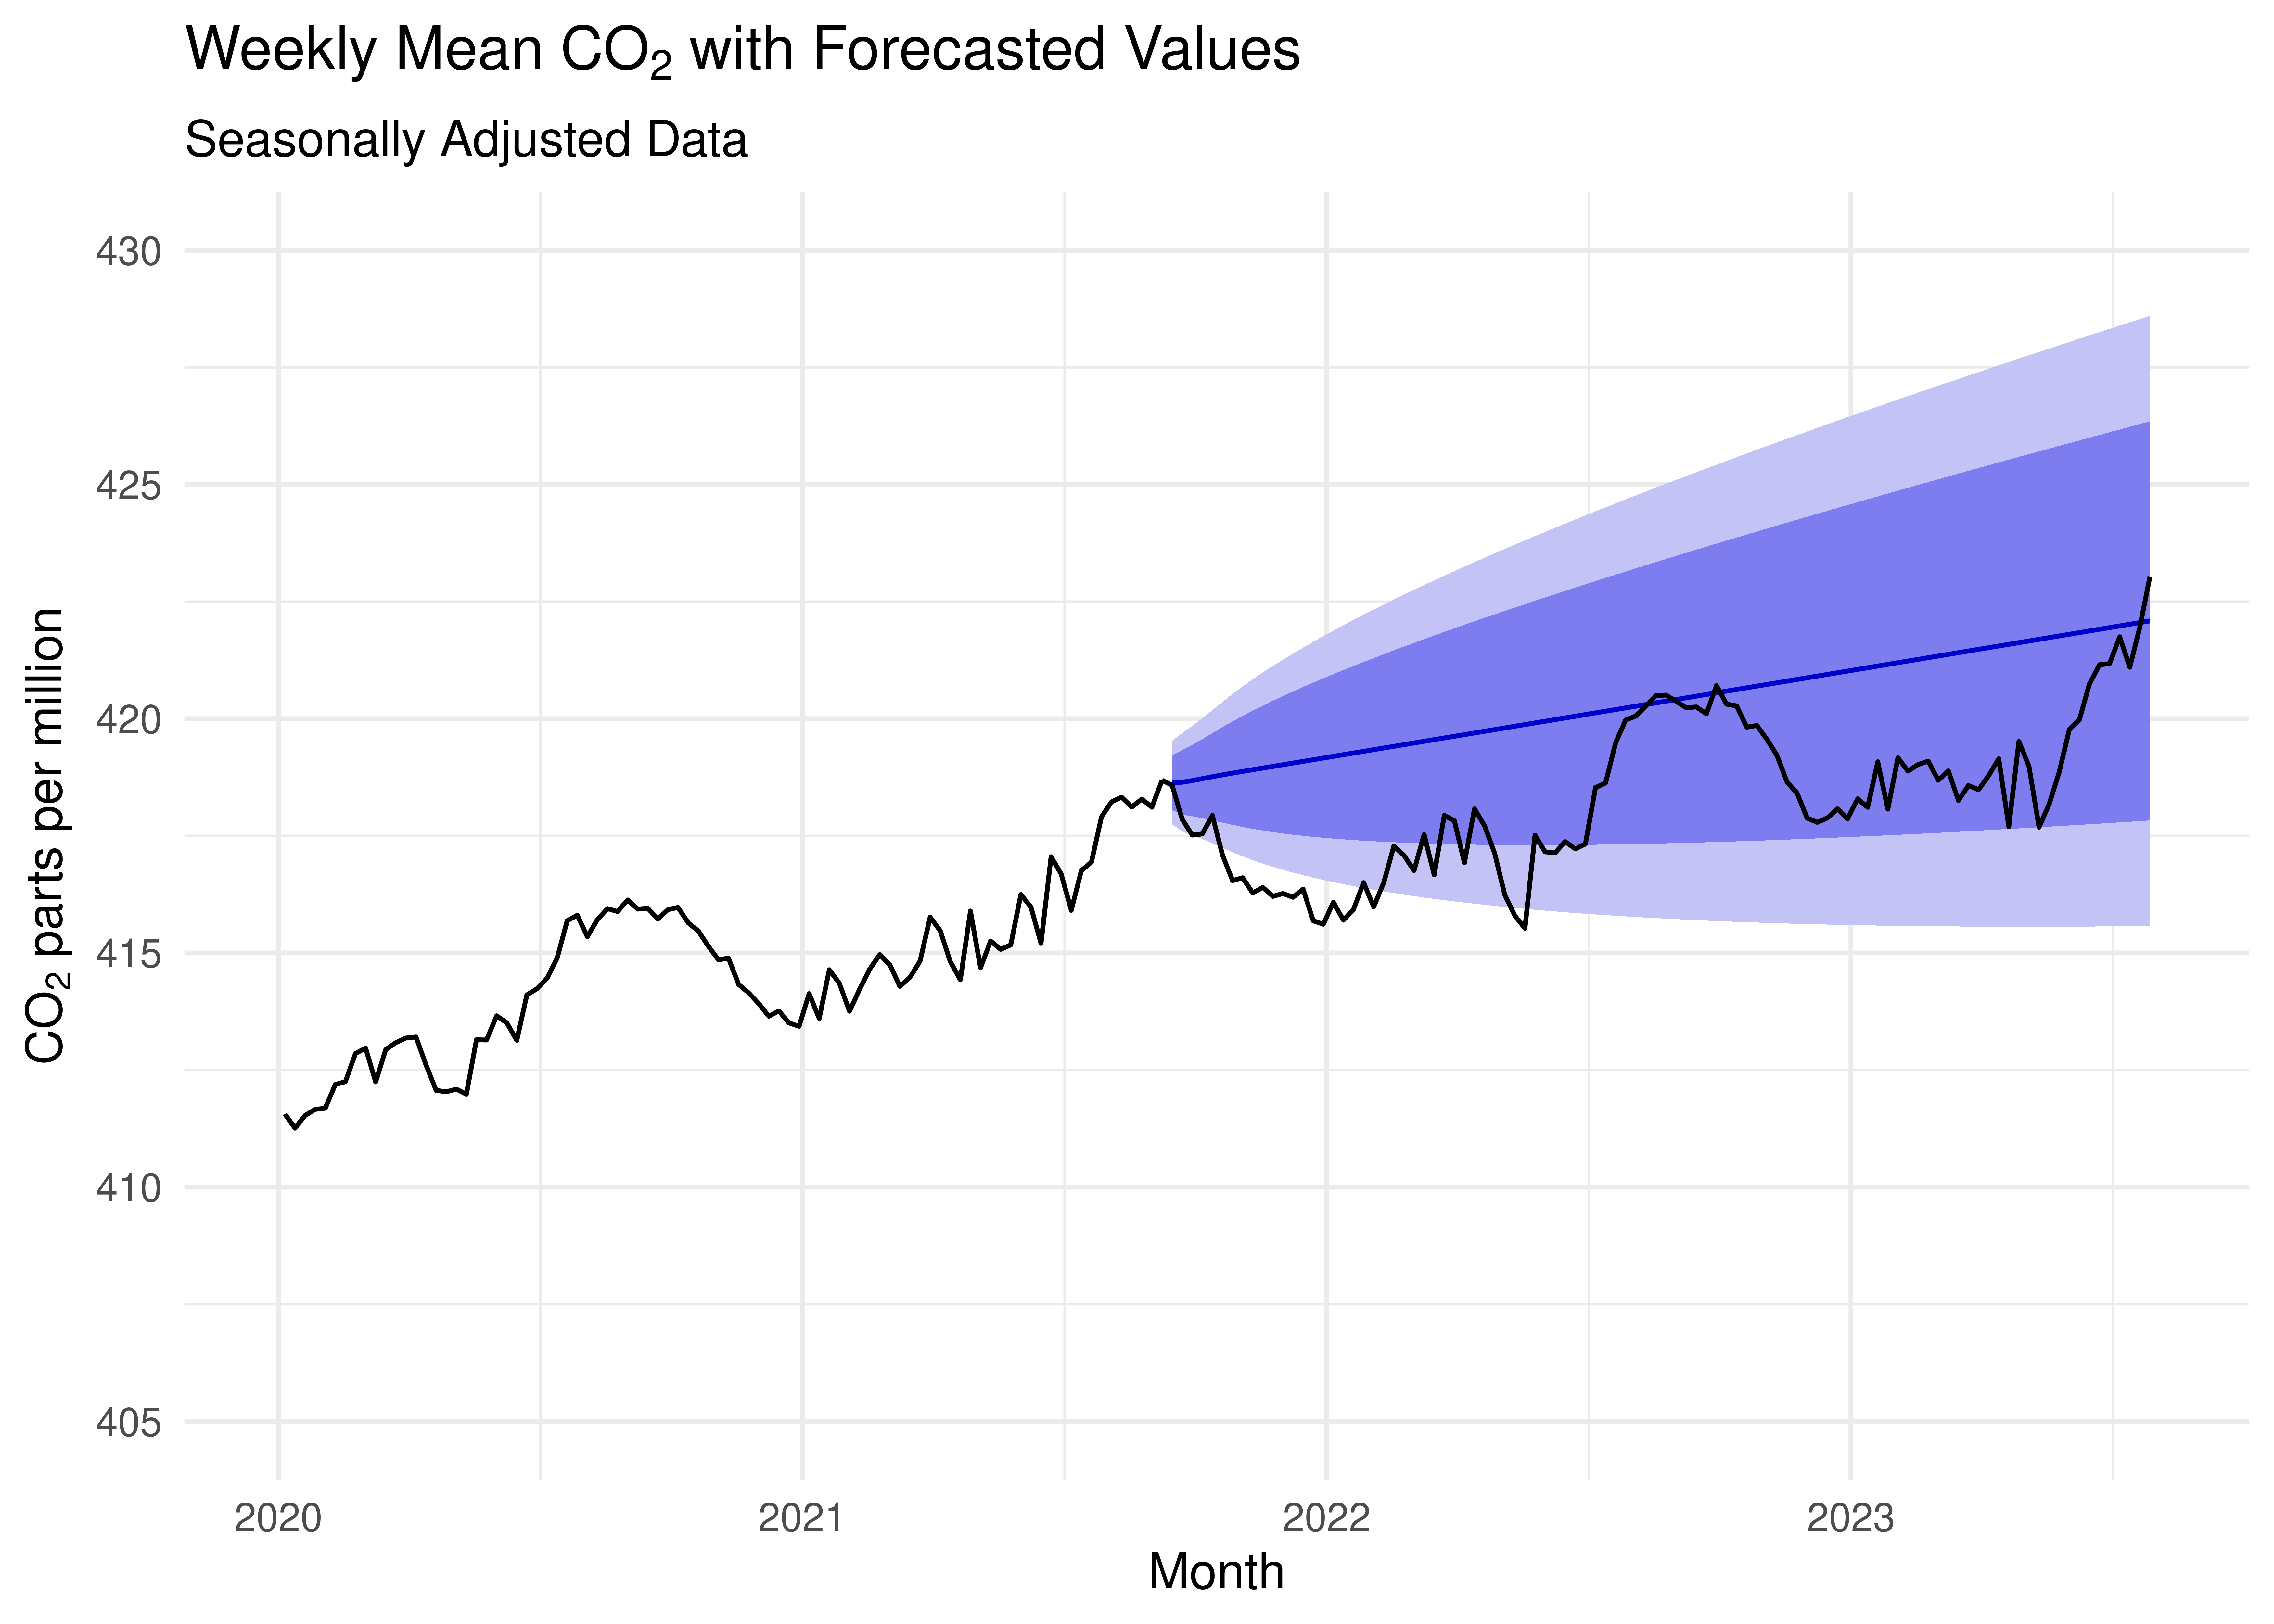 Weekly Mean CO₂ with Forecasted Values
Seasonally Adjusted Data
CO₂ parts per million
430
425
420
415
410
405
2020
2021
2022
2023
Month